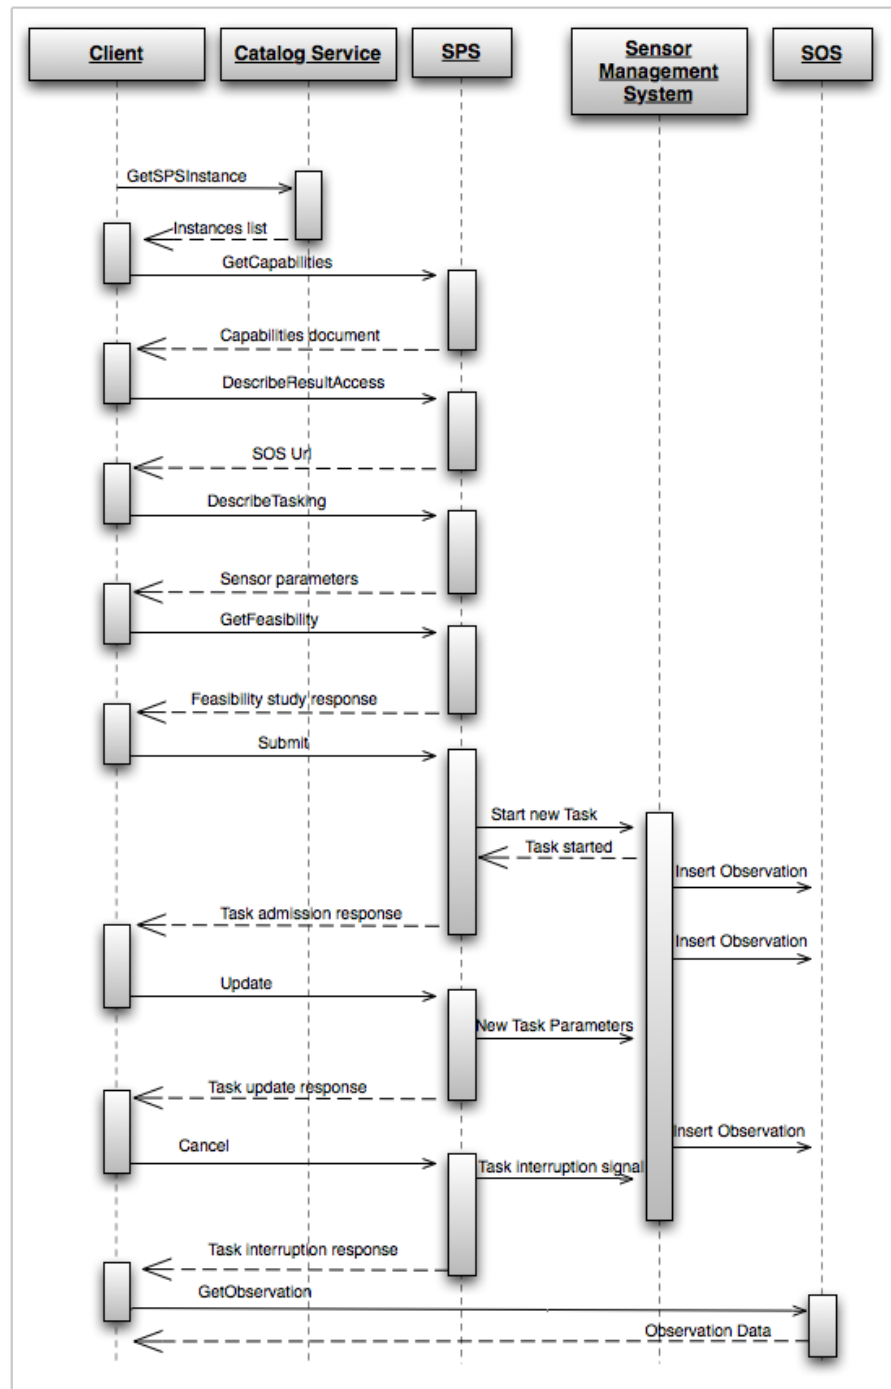 Client
Catalog Service
SPS
Sensor
Management
System
SOS
GetSPSInstance
Instances list
GetCapabilities
Capabilities document
DescribeResultAccess
SOS Url
DescribeTasking
Sensor parameters
GetFeasibility
Feasibility study response
Submit
Start new Task
Task started
Insert Observation
Task admission response
Insert Observation
Update
New Task Parameters
Task update response
Insert Observation
Cancel
Task interruption signal
Task interruption response
GetObservation
Observation Data